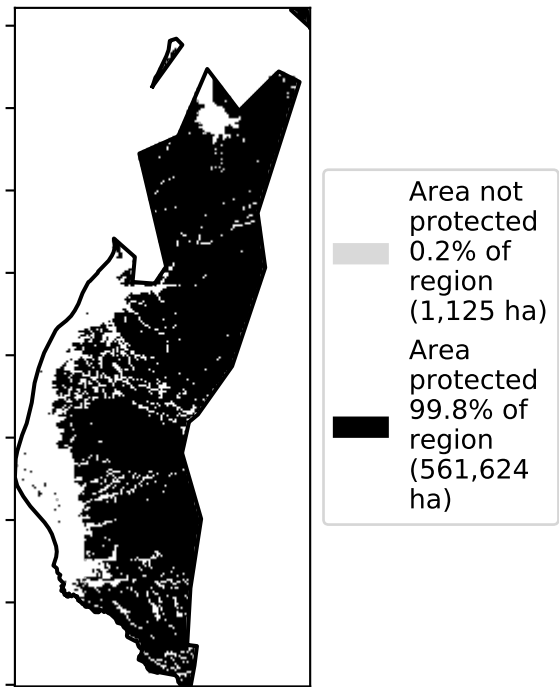 Area not
protected
0.2% of
region
(1,125 ha)
Area
protected
99.8% of
region
(561,624
ha)